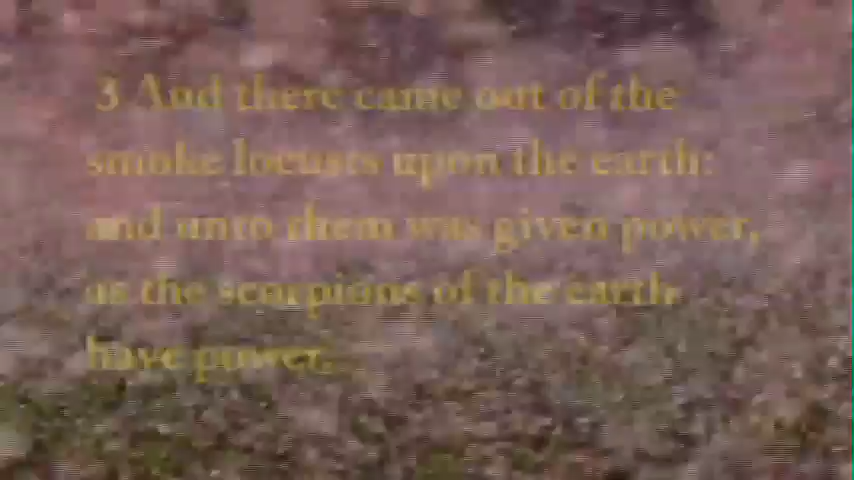 3 And there came out of the
smoke locusts upon the earth:
and unto them was given power,
as the scorpions of the earth
have power.